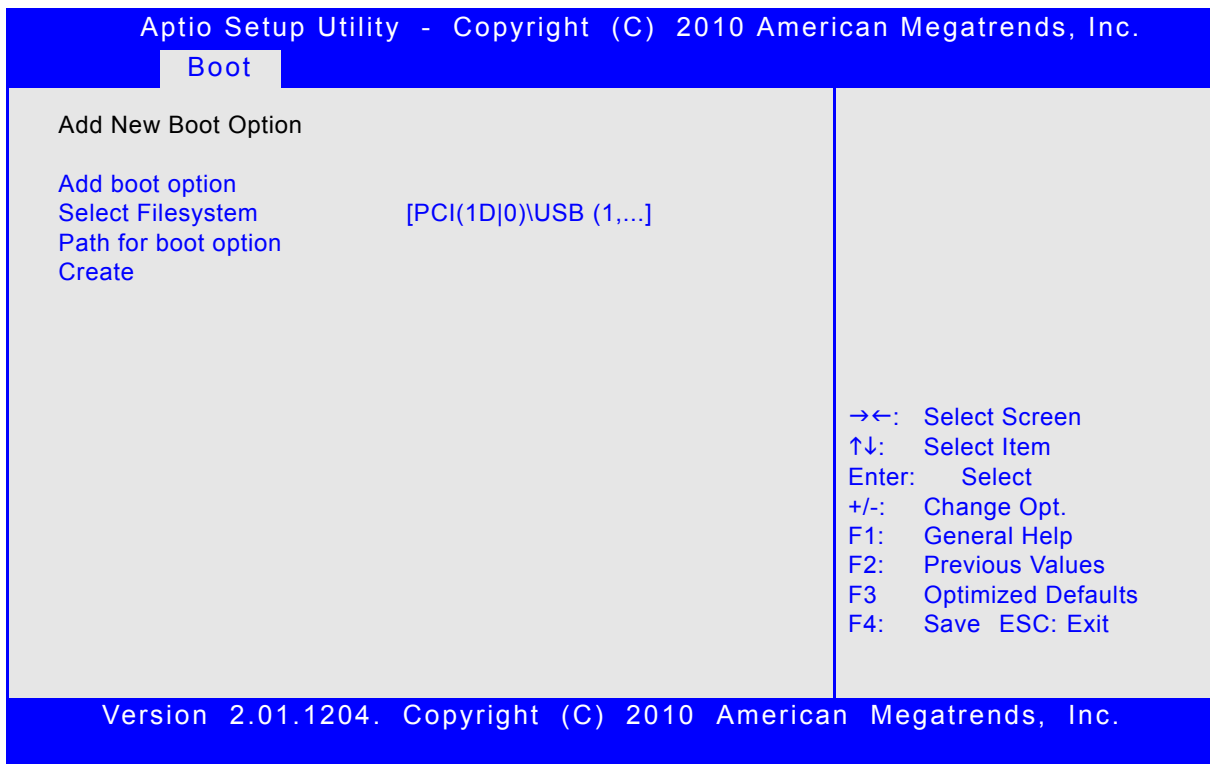 Aptio Setup Utility - Copyright (C) 2010 American Megatrends, Inc.
Boot
Add New Boot Option
Add boot option
Select Filesystem [PCI(1D|0)\USB (1,...]
Path for boot option
Create
→←: Select Screen
↑↓: Select Item
Enter: Select
+/-: Change Opt.
F1: General Help
F2: Previous Values
F3 Optimized Defaults
F4: Save ESC: Exit
Version 2.01.1204. Copyright (C) 2010 American Megatrends, Inc.